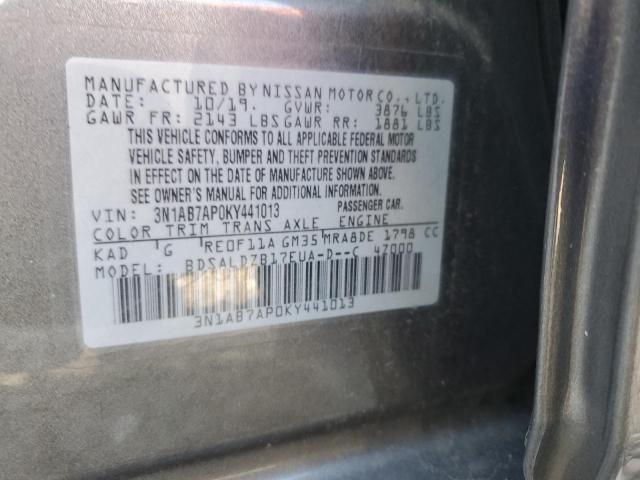 MANUFACTURED BY NISSAN MOTOR CO., LTD.
DATE: 10/19. GVWR: 3876 LBS
GAWR FR: 2143 LBS GAWR RR: 1881 LBS
THIS VEHICLE CONFORMS TO ALL APPLICABLE FEDERAL MOTOR
VEHICLE SAFETY, BUMPER AND THEFT PREVENTION STANDARDS
IN EFFECT ON THE DATE OF MANUFACTURE SHOWN ABOVE.
SEE OWNER'S MANUAL FOR ADDITIONAL INFORMATION.
VIN: 3N1AB7AP0KY441013 PASSENGER CAR.
COLOR TRIM TRANS AXLE ENGINE
KAD G RE0F11A GM35 MRA8DE 1798 CC
MODEL: BDSALDZB17EUA-D--C 47000
3N1AB7AP0KY441013